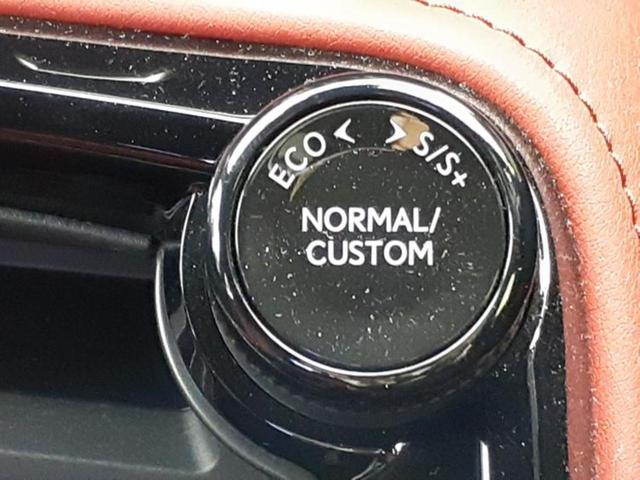 ECO < > S/S+
NORMAL/
CUSTOM